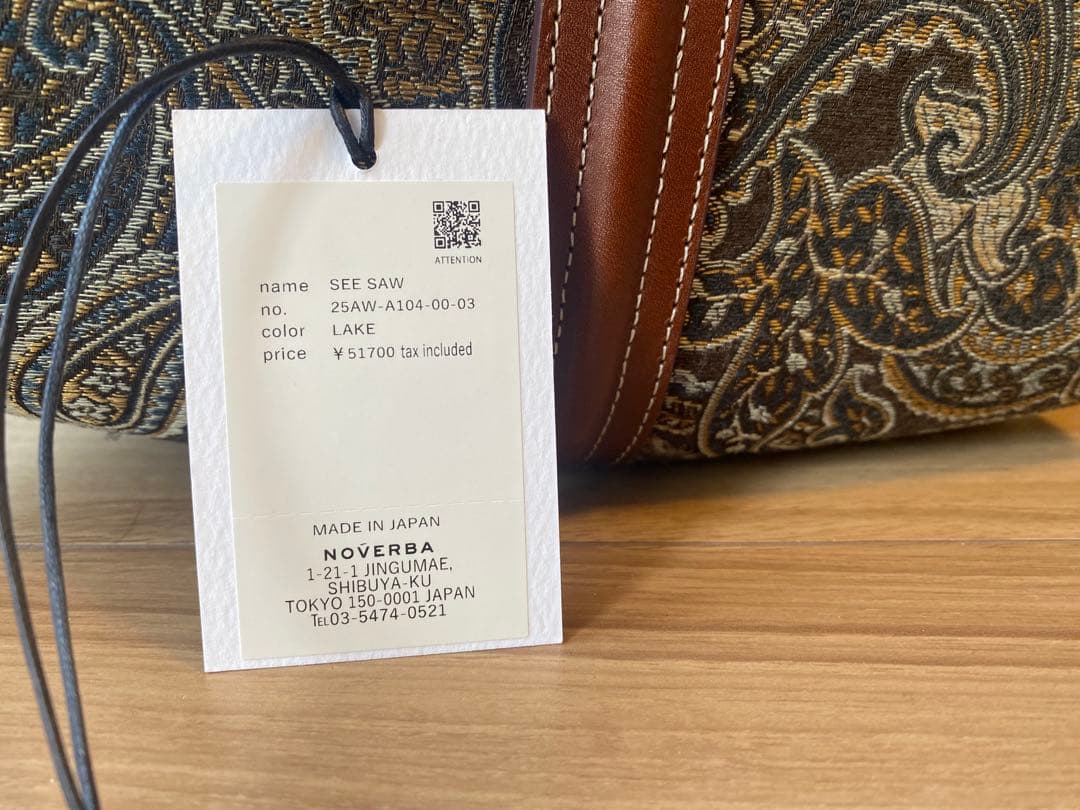 ATTENTION
name SEE SAW
no. 25AW-A104-00-03
color LAKE
price ¥51700 tax included
MADE IN JAPAN
NOVERBA
1-21-1 JINGUMAE,
SHIBUYA-KU
TOKYO 150-0001 JAPAN
TEL03-5474-0521